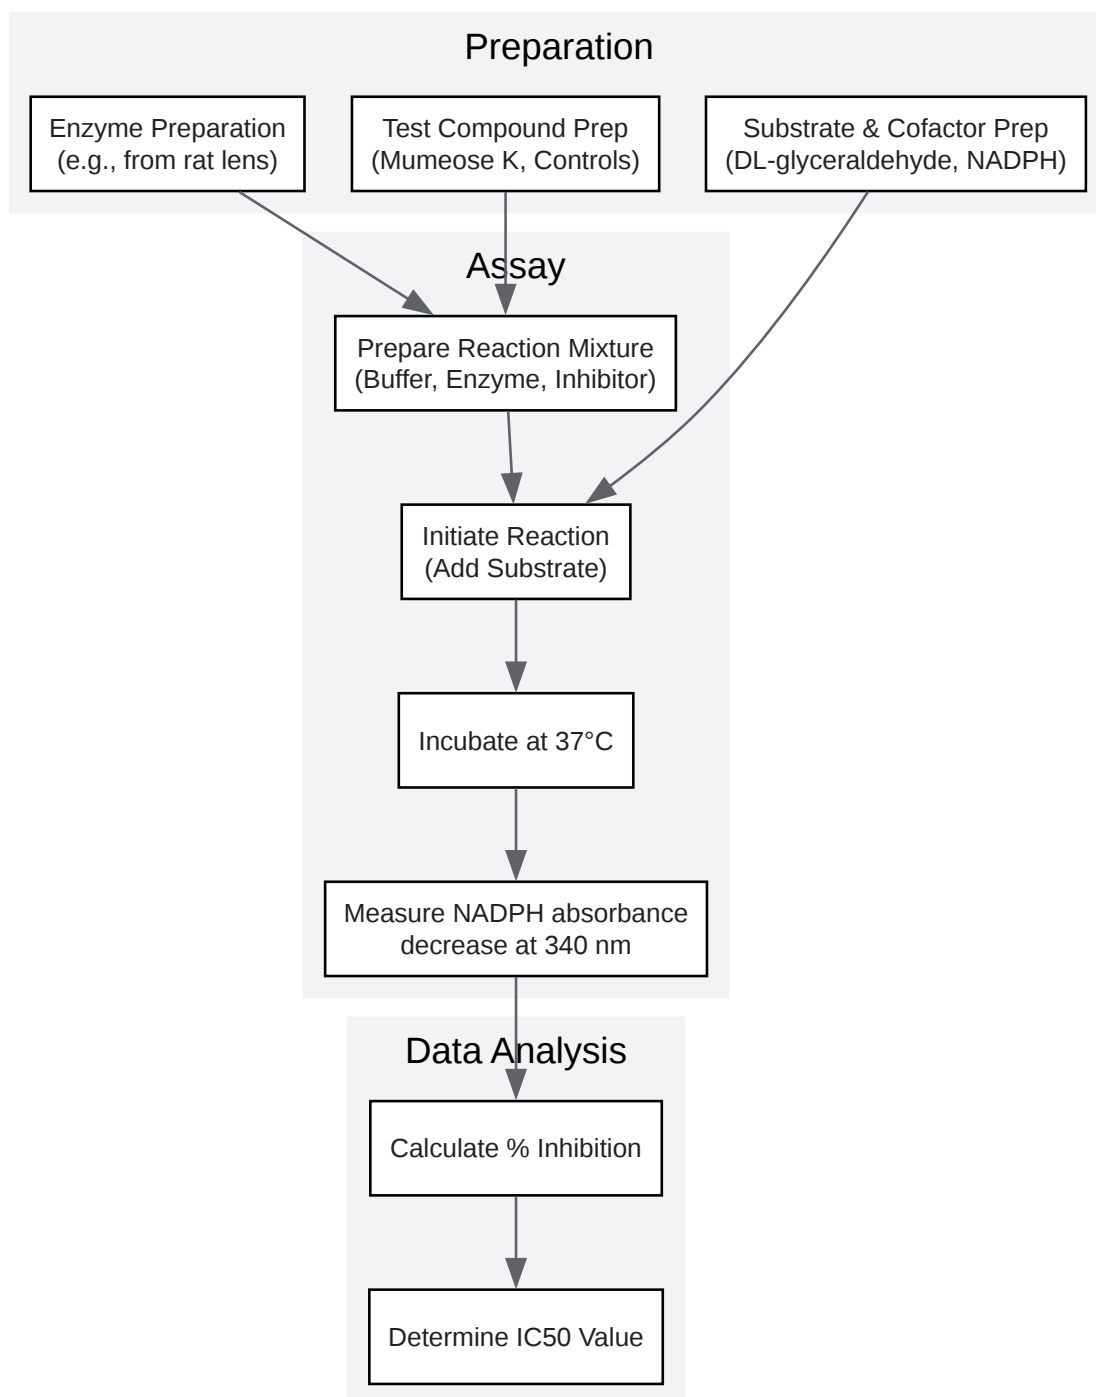 Preparation
Enzyme Preparation
(e.g., from rat lens)
Test Compound Prep
(Mumeose K, Controls)
Substrate & Cofactor Prep
(DL-glyceraldehyde, NADPH)
Assay
Prepare Reaction Mixture
(Buffer, Enzyme, Inhibitor)
Initiate Reaction
(Add Substrate)
Incubate at 37°C
Measure NADPH absorbance
decrease at 340 nm
Data Analysis
Calculate % Inhibition
Determine IC50 Value